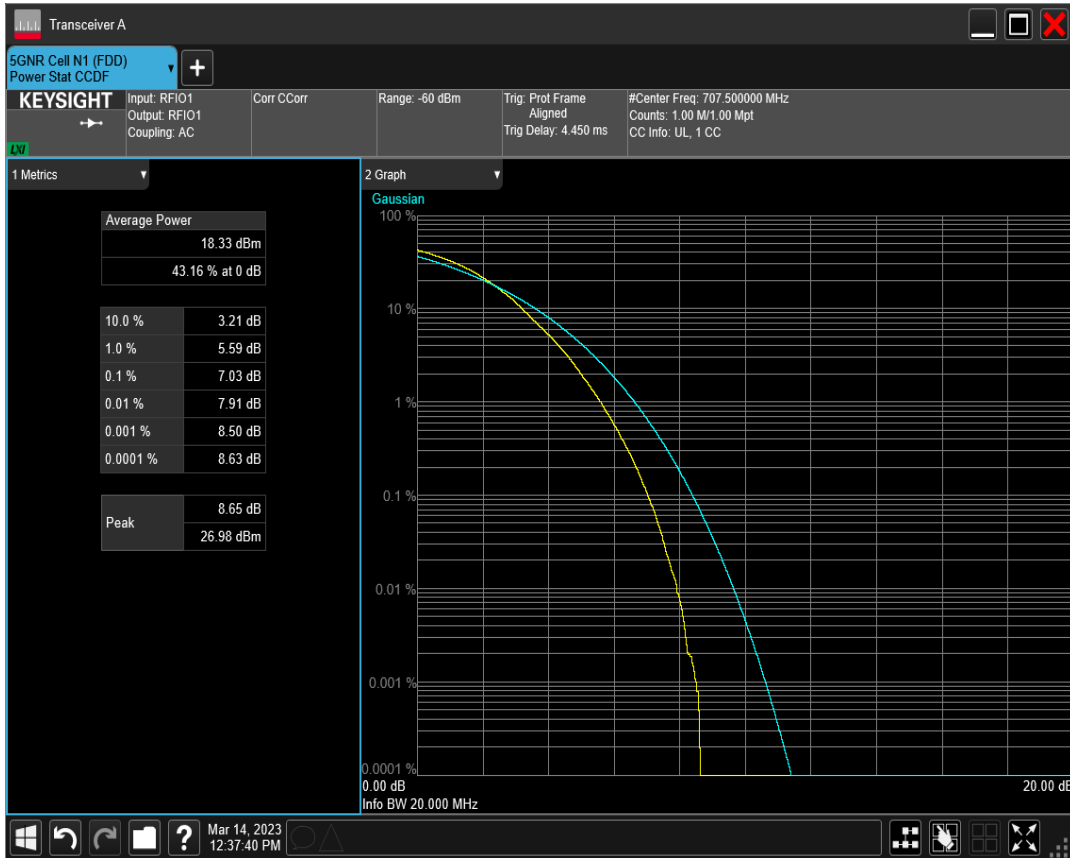 Transceiver A
5GNR Cell N1 (FDD)
Power Stat CCDF
KEYSIGHT
LXI
Input: RFIO1
Output: RFIO1
Coupling: AC
Corr CCorr
Range: -60 dBm
Trig: Prot Frame
Aligned
Trig Delay: 4.450 ms
#Center Freq: 707.500000 MHz
Counts: 1.00 M/1.00 Mpt
CC Info: UL, 1 CC
1 Metrics
Average Power
18.33 dBm
43.16 % at 0 dB
10.0 % 3.21 dB
1.0 % 5.59 dB
0.1 % 7.03 dB
0.01 % 7.91 dB
0.001 % 8.50 dB
0.0001 % 8.63 dB
Peak
8.65 dB
26.98 dBm
2 Graph
Gaussian
100 %
10 %
1 %
0.1 %
0.01 %
0.001 %
0.0001 %
0.00 dB 20.00 dB
Info BW 20.000 MHz
Mar 14, 2023
12:37:40 PM